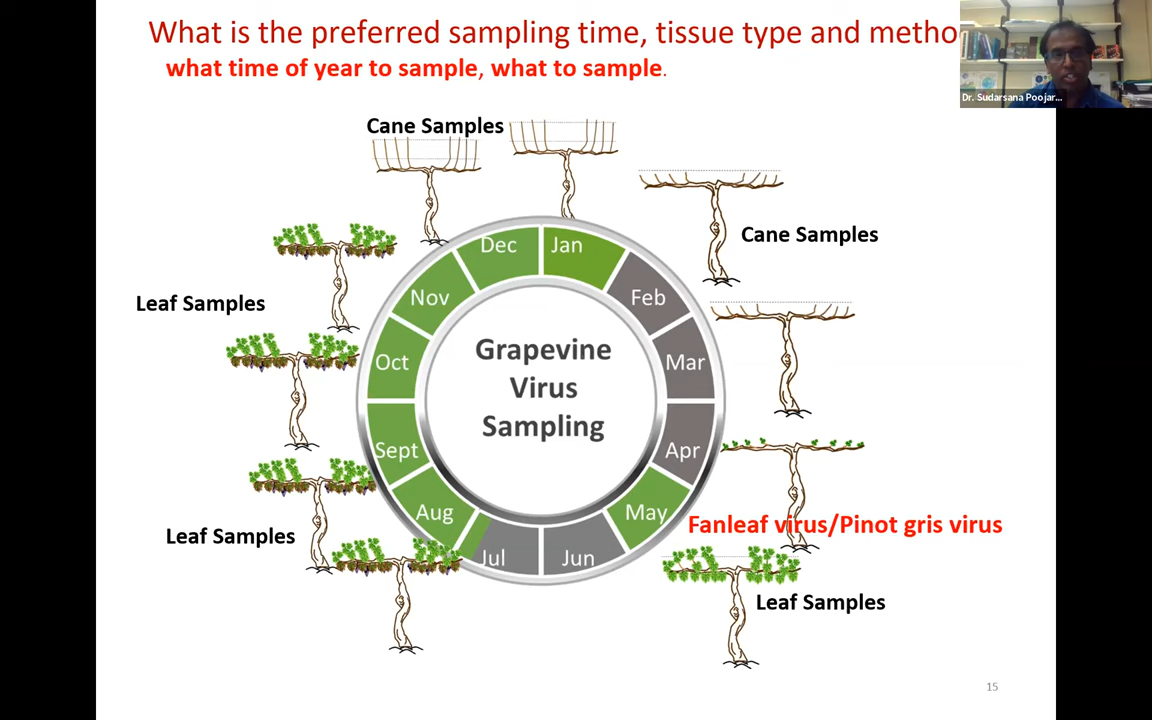 What is the preferred sampling time, tissue type and metho
what time of year to sample, what to sample.
Dr. Sudarsana Poojar...
Cane Samples
Cane Samples
Leaf Samples
Leaf Samples
Fanleaf virus/Pinot gris virus
Leaf Samples
Dec
Jan
Feb
Mar
Apr
May
Jun
Jul
Aug
Sept
Oct
Nov
Grapevine
Virus
Sampling
15